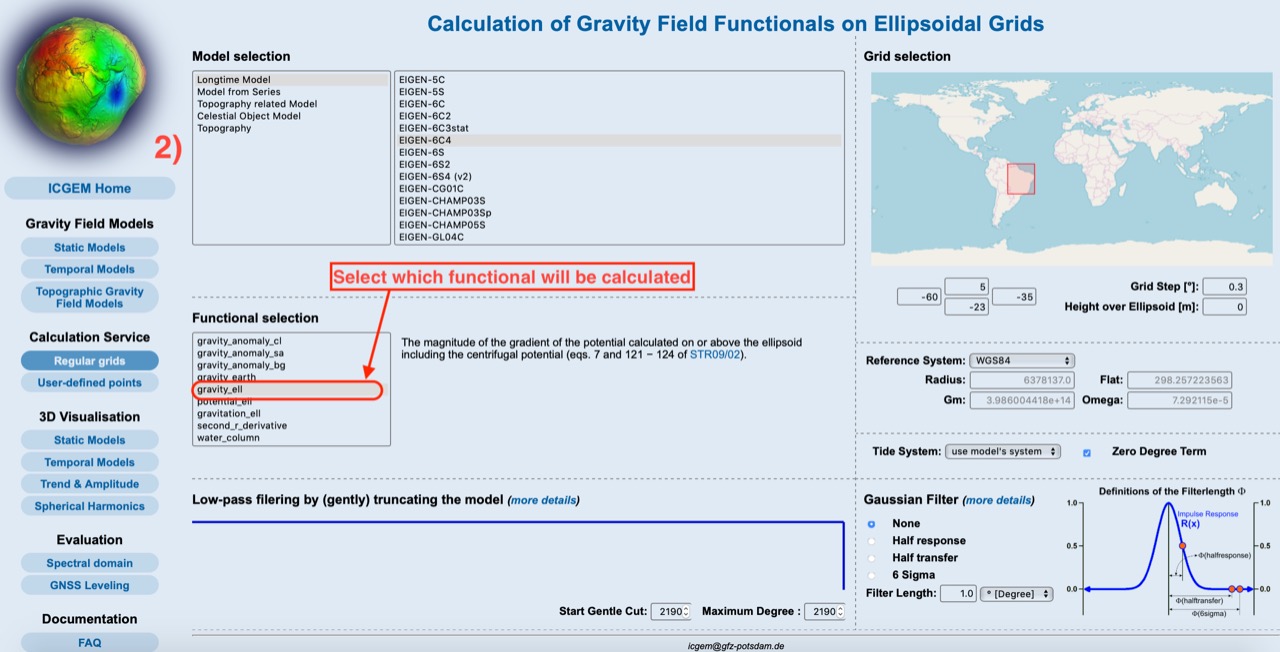 Calculation of Gravity Field Functionals on Ellipsoidal Grids
2)
ICGEM Home
Gravity Field Models
Static Models
Temporal Models
Topographic Gravity
Field Models
Calculation Service
Regular grids
User-defined points
3D Visualisation
Static Models
Temporal Models
Trend & Amplitude
Spherical Harmonics
Evaluation
Spectral domain
GNSS Leveling
Documentation
FAQ
Model selection
Longtime Model
Model from Series
Topography related Model
Celestial Object Model
Topography
EIGEN-5C
EIGEN-5S
EIGEN-6C
EIGEN-6C2
EIGEN-6C3stat
EIGEN-6C4
EIGEN-6S
EIGEN-6S2
EIGEN-6S4 (v2)
EIGEN-CG01C
EIGEN-CHAMP03S
EIGEN-CHAMP03Sp
EIGEN-CHAMP05S
EIGEN-GL04C
Select which functional will be calculated
Functional selection
gravity_anomaly_cl
gravity_anomaly_sa
gravity_anomaly_bg
gravity_earth
gravity_ell
potential_ell
gravitation_ell
second_r_derivative
water_column
The magnitude of the gradient of the potential calculated on or above the ellipsoid
including the centrifugal potential (eqs. 7 and 121 − 124 of STR09/02).
Low-pass filering by (gently) truncating the model (more details)
Start Gentle Cut: 2190 Maximum Degree : 2190
Grid selection
5
-60 -35
-23
Grid Step [°]: 0.3
Height over Ellipsoid [m]: 0
Reference System: WGS84
Radius: 6378137.0 Flat: 298.257223563
Gm: 3.986004418e+14 Omega: 7.292115e-5
Tide System: use model's system Zero Degree Term
Gaussian Filter (more details)
None
Half response
Half transfer
6 Sigma
Filter Length: 1.0 ° [Degree]
Definitions of the Filterlength Φ
1.0 1.0
Impulse Response
R(x)
0.5 0.5
Φ(halfresponse)
0.0 0.0
Φ(halftransfer)
Φ(6sigma)
icgem@gfz-potsdam.de